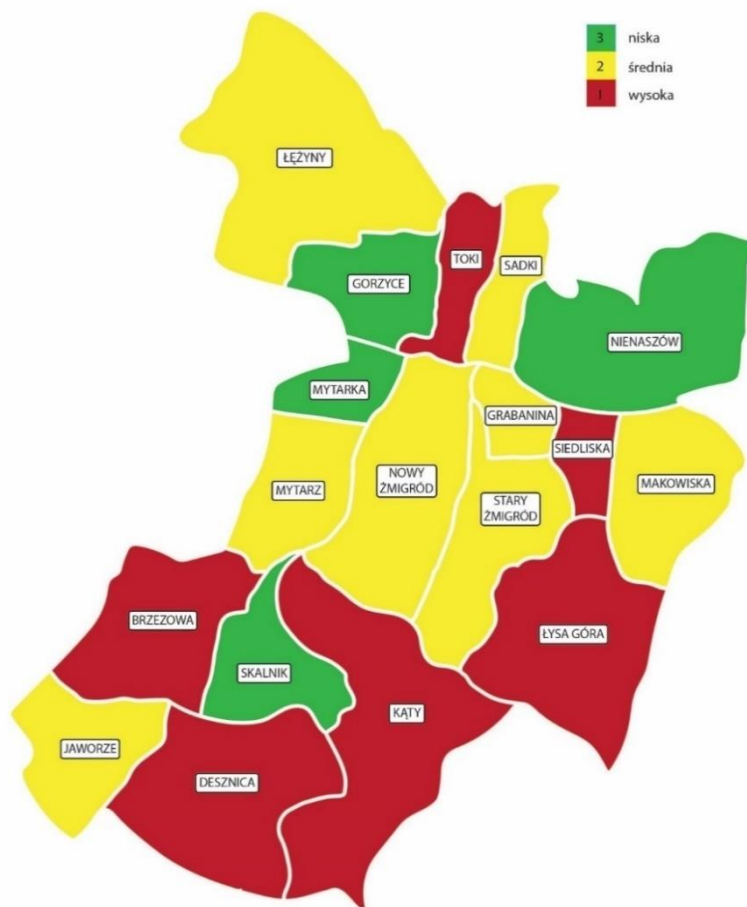 3 niska
2 średnia
1 wysoka
ŁĘŻYNY
TOKI
SADKI
GORZYCE
NIENASZÓW
MYTARKA
GRABANINA
SIEDLISKA
NOWY
ŻMIGRÓD
MAKOWISKA
MYTARZ
STARY
ŻMIGRÓD
BRZEZOWA
ŁYSA GÓRA
SKALNIK
KĄTY
JAWORZE
DESZNICA